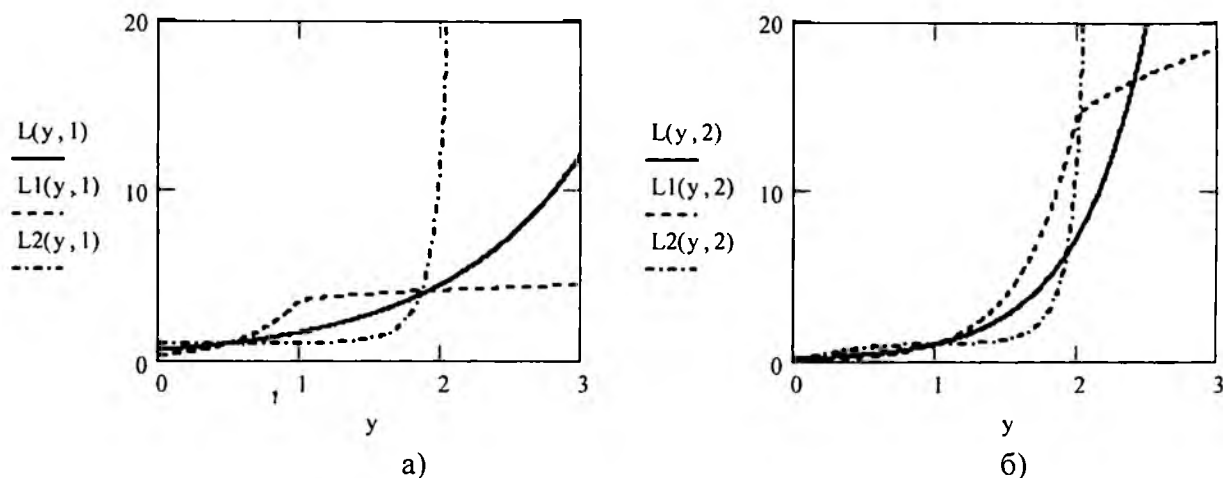 20
10
0
L(y,1)
L1(y,1)
L2(y,1)
0 1 2 3
y
а)
20
10
0
L(y,2)
L1(y,2)
L2(y,2)
0 1 2 3
y
б)